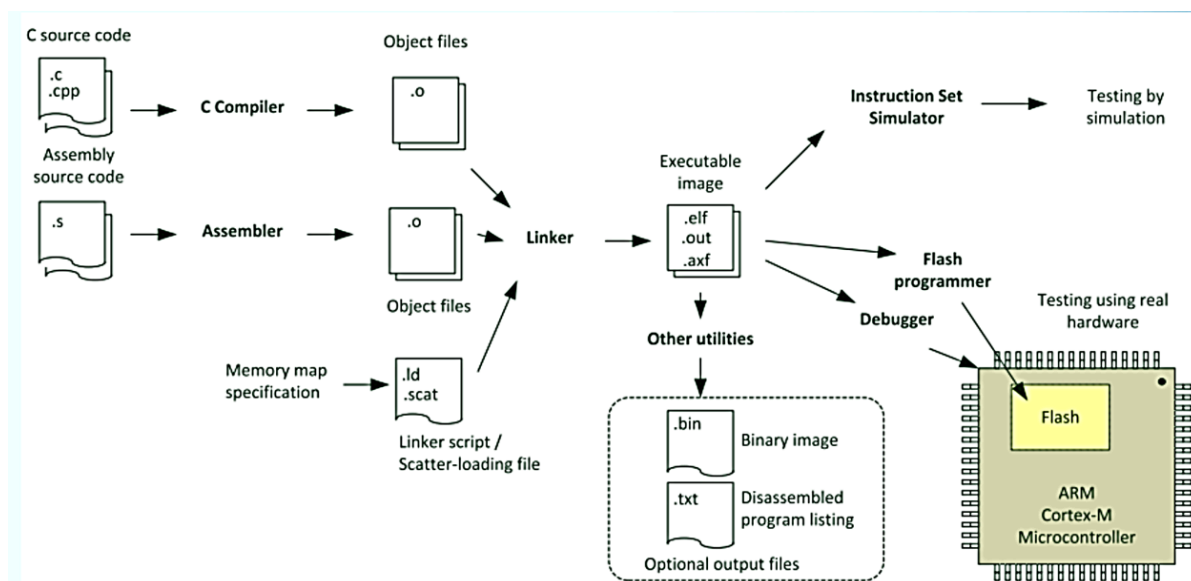 C source code
.c
.cpp
C Compiler
Object files
.o
Assembly
source code
.s
Assembler
.o
Object files
Linker
Memory map
specification
.ld
.scat
Linker script /
Scatter-loading file
Executable
image
.elf
.out
.axf
Instruction Set
Simulator
Testing by
simulation
Flash
programmer
Debugger
Testing using real
hardware
Flash
ARM
Cortex-M
Microcontroller
Other utilities
.bin
Binary image
.txt
Disassembled
program listing
Optional output files